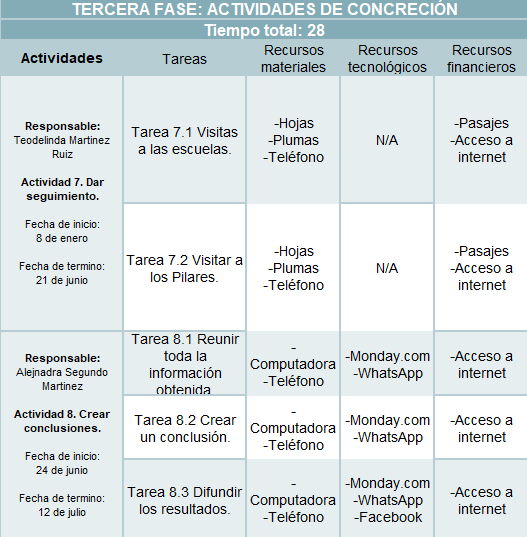 TERCERA FASE: ACTIVIDADES DE CONCRECIÓN
Tiempo total: 28
Actividades
Tareas
Recursos
materiales
Recursos
tecnológicos
Recursos
financieros
Responsable:
Teodelinda Martinez
Ruiz
Actividad 7. Dar
seguimiento.
Fecha de inicio:
8 de enero
Fecha de termino:
21 de junio
Tarea 7.1 Visitas
a las escuelas.
-Hojas
-Plumas
-Teléfono
N/A
-Pasajes
-Acceso a
internet
Tarea 7.2 Visitar a
los Pilares.
-Hojas
-Plumas
-Teléfono
N/A
-Pasajes
-Acceso a
internet
Responsable:
Alejnadra Segundo
Martinez
Actividad 8. Crear
conclusiones.
Fecha de inicio:
24 de junio
Fecha de termino:
12 de julio
Tarea 8.1 Reunir
toda la
información
obtenida
-
Computadora
-Teléfono
-Monday.com
-WhatsApp
-Acceso a
internet
Tarea 8.2 Crear
un conclusión.
-
Computadora
-Teléfono
-Monday.com
-WhatsApp
-Acceso a
internet
Tarea 8.3 Difundir
los resultados.
-
Computadora
-Teléfono
-Monday.com
-WhatsApp
-Facebook
-Acceso a
internet